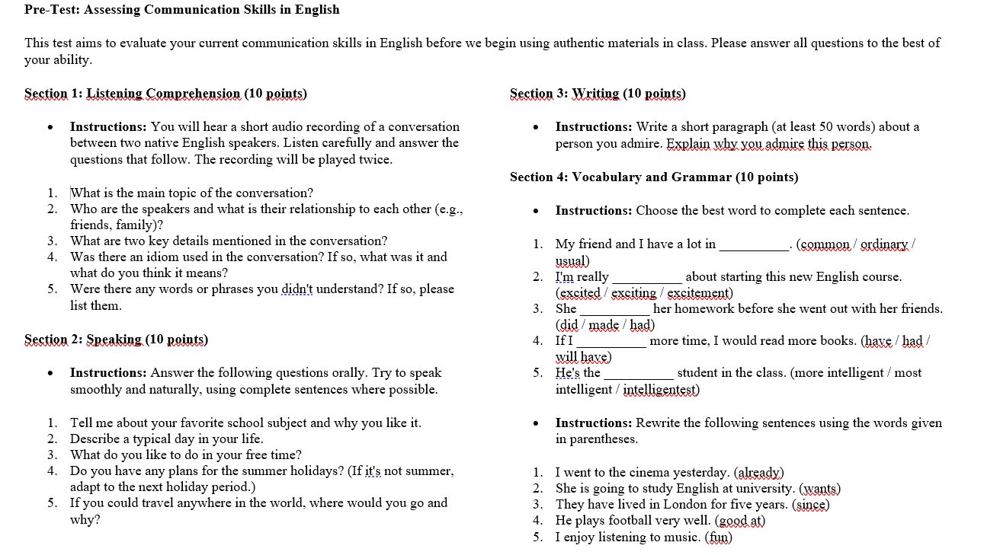 Pre-Test: Assessing Communication Skills in English
This test aims to evaluate your current communication skills in English before we begin using authentic materials in class. Please answer all questions to the best of
your ability.
Section 1: Listening Comprehension (10 points)
• Instructions: You will hear a short audio recording of a conversation
between two native English speakers. Listen carefully and answer the
questions that follow. The recording will be played twice.
1. What is the main topic of the conversation?
2. Who are the speakers and what is their relationship to each other (e.g.,
friends, family)?
3. What are two key details mentioned in the conversation?
4. Was there an idiom used in the conversation? If so, what was it and
what do you think it means?
5. Were there any words or phrases you didn't understand? If so, please
list them.
Section 2: Speaking (10 points)
• Instructions: Answer the following questions orally. Try to speak
smoothly and naturally, using complete sentences where possible.
1. Tell me about your favorite school subject and why you like it.
2. Describe a typical day in your life.
3. What do you like to do in your free time?
4. Do you have any plans for the summer holidays? (If it's not summer,
adapt to the next holiday period.)
5. If you could travel anywhere in the world, where would you go and
why?
Section 3: Writing (10 points)
• Instructions: Write a short paragraph (at least 50 words) about a
person you admire. Explain why you admire this person.
Section 4: Vocabulary and Grammar (10 points)
• Instructions: Choose the best word to complete each sentence.
1. My friend and I have a lot in __________. (common / ordinary /
usual)
2. I'm really __________ about starting this new English course.
(excited / exciting / excitement)
3. She __________ her homework before she went out with her friends.
(did / made / had)
4. If I __________ more time, I would read more books. (have / had /
will have)
5. He's the __________ student in the class. (more intelligent / most
intelligent / intelligentest)
• Instructions: Rewrite the following sentences using the words given
in parentheses.
1. I went to the cinema yesterday. (already)
2. She is going to study English at university. (wants)
3. They have lived in London for five years. (since)
4. He plays football very well. (good at)
5. I enjoy listening to music. (fun)